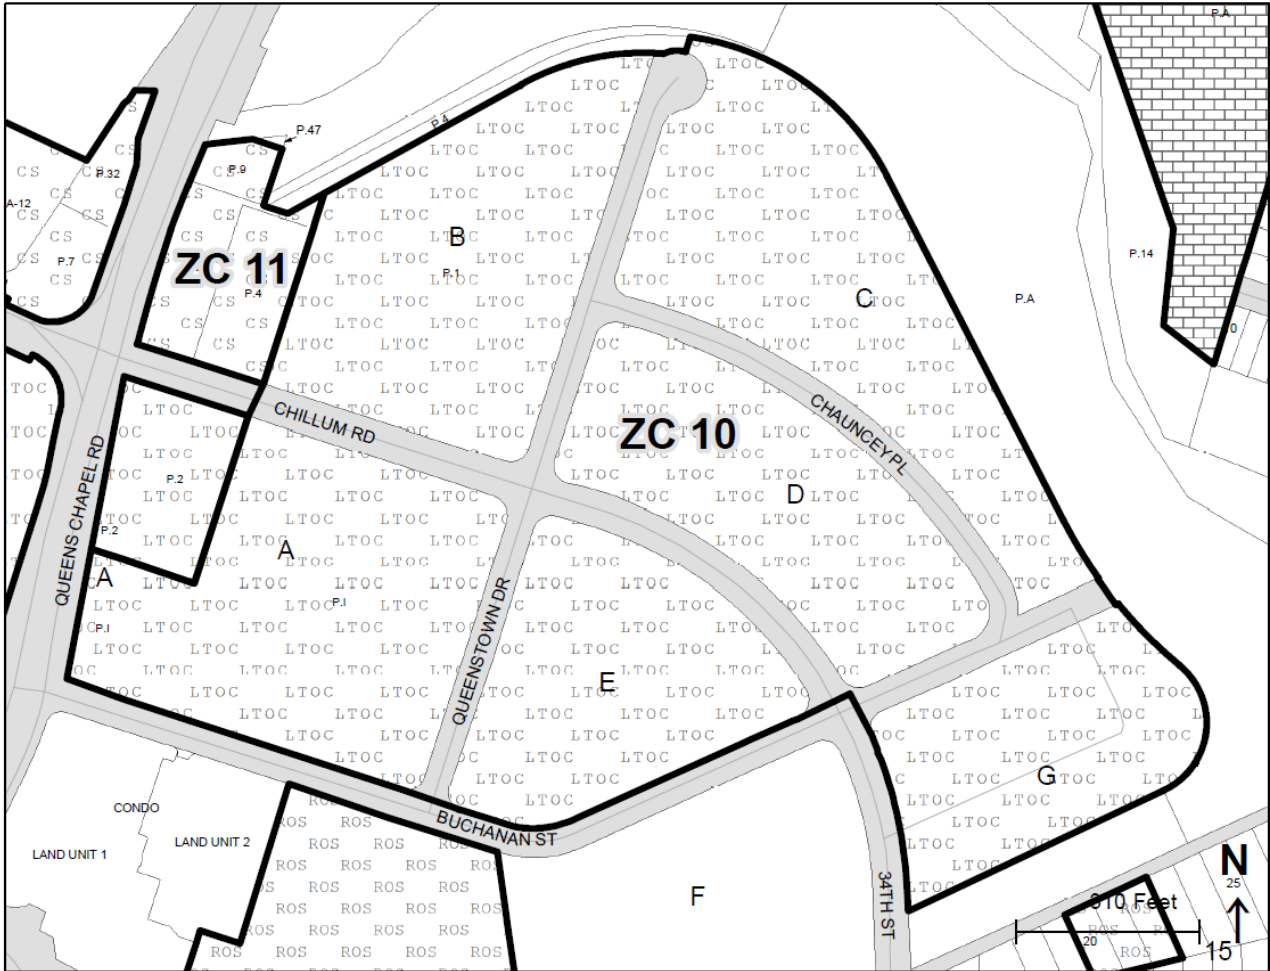 P.A
P.47
P.4
P.9
P.32
A-12
P.7
B
ZC 11
P.1
P.4
P.14
C
P.A
CHILLUM RD
CHAUNCEY PL
ZC 10
QUEENS CHAPEL RD
P.2
D
P.2
A
A
P.I
P.I
QUEENSTOWN DR
E
G
CONDO
LAND UNIT 1
LAND UNIT 2
BUCHANAN ST
F
34TH ST
N
25
310 Feet
20
15
CS
LTOC
ROS